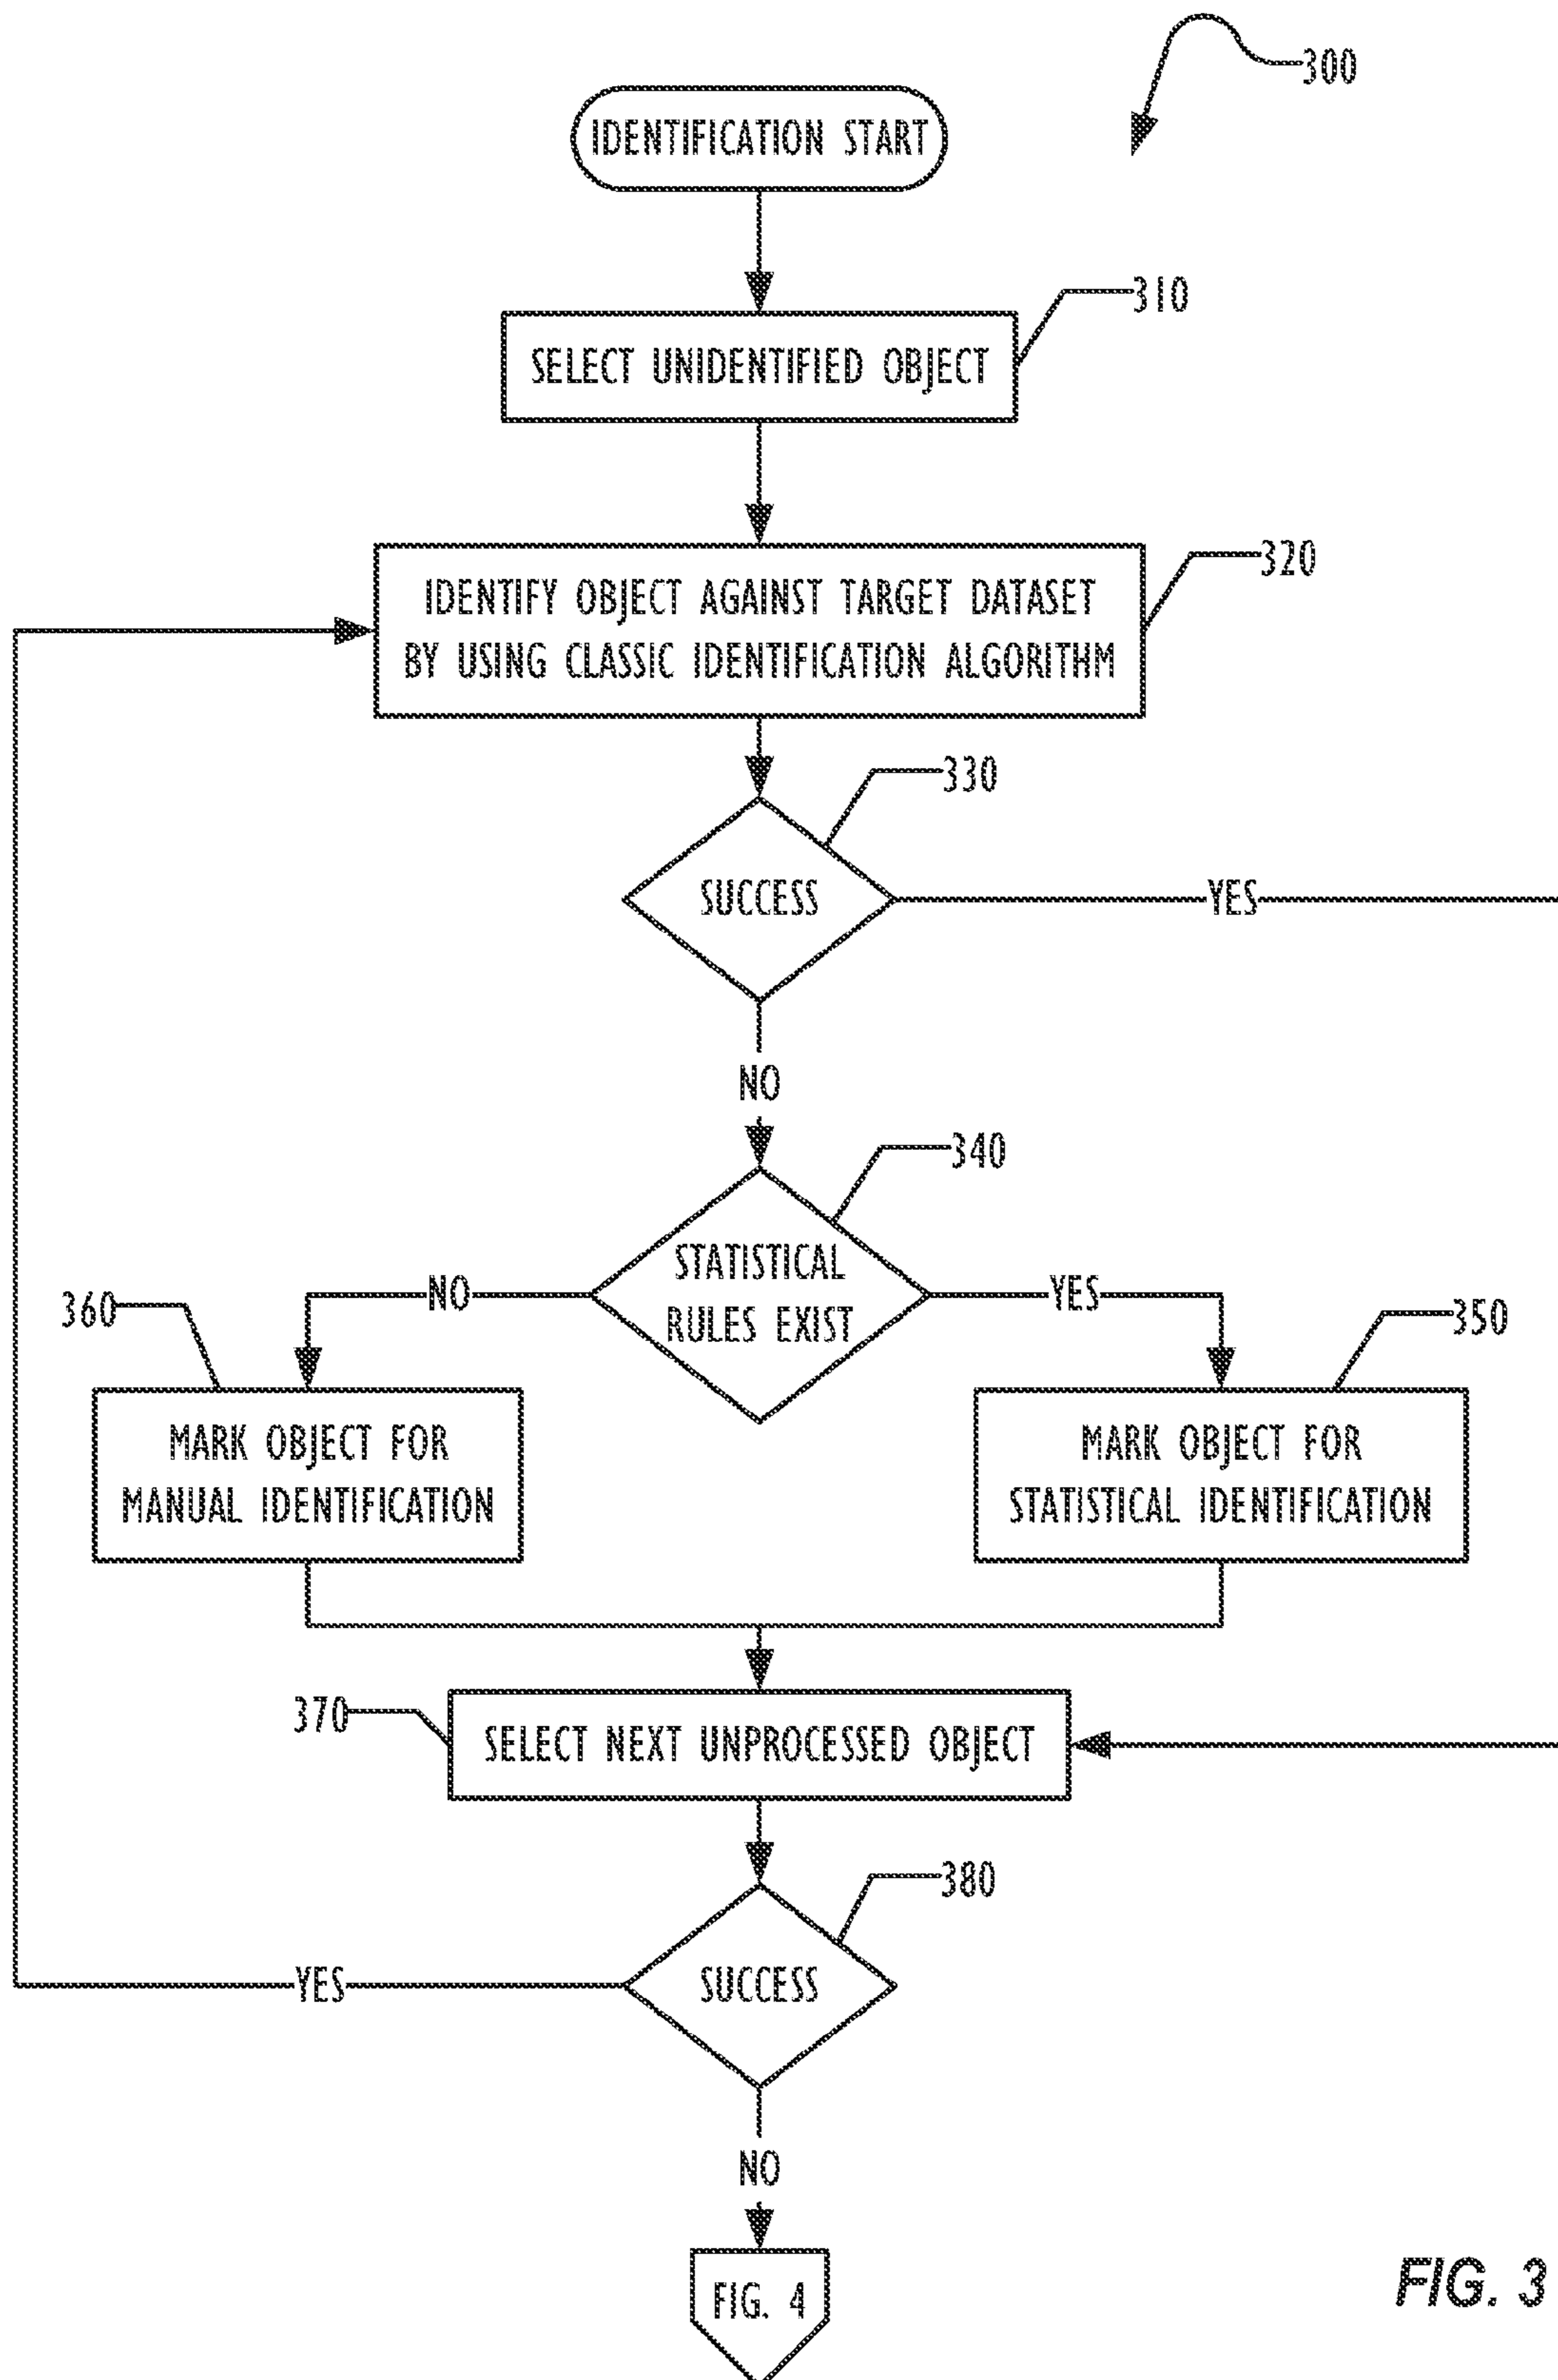 300
IDENTIFICATION START
310
SELECT UNIDENTIFIED OBJECT
320
IDENTIFY OBJECT AGAINST TARGET DATASET
BY USING CLASSIC IDENTIFICATION ALGORITHM
330
SUCCESS
YES
NO
340
STATISTICAL
RULES EXIST
NO
YES
360
350
MARK OBJECT FOR
MANUAL IDENTIFICATION
MARK OBJECT FOR
STATISTICAL IDENTIFICATION
370
SELECT NEXT UNPROCESSED OBJECT
380
SUCCESS
YES
NO
FIG. 4
FIG. 3